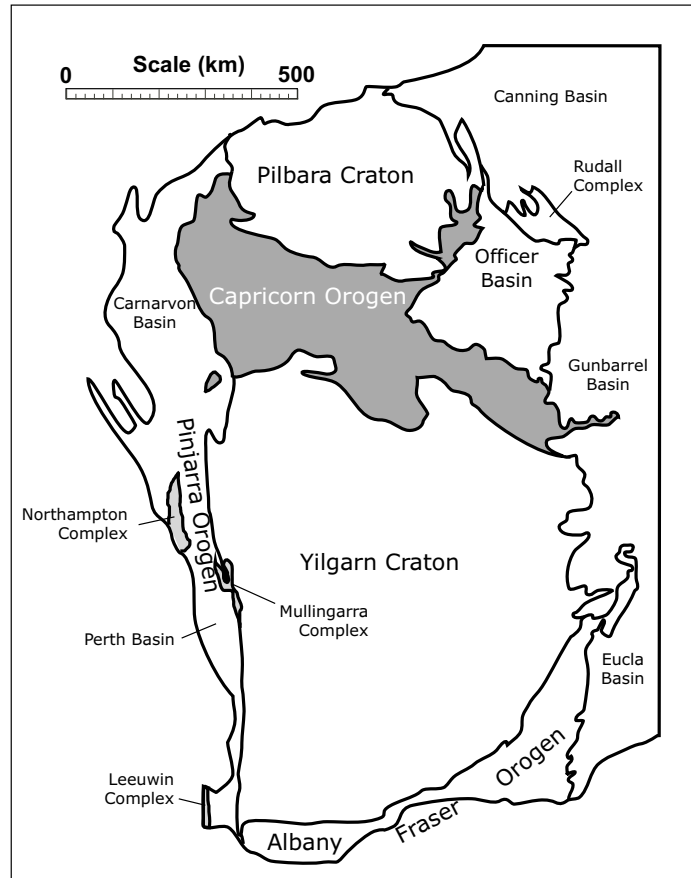 Scale (km)
0 500
Canning Basin
Rudall
Complex
Pilbara Craton
Officer
Basin
Capricorn Orogen
Carnarvon
Basin
Gunbarrel
Basin
Pinjarra Orogen
Northampton
Complex
Yilgarn Craton
Mullingarra
Complex
Perth Basin
Eucla
Basin
Leeuwin
Complex
Albany Fraser Orogen